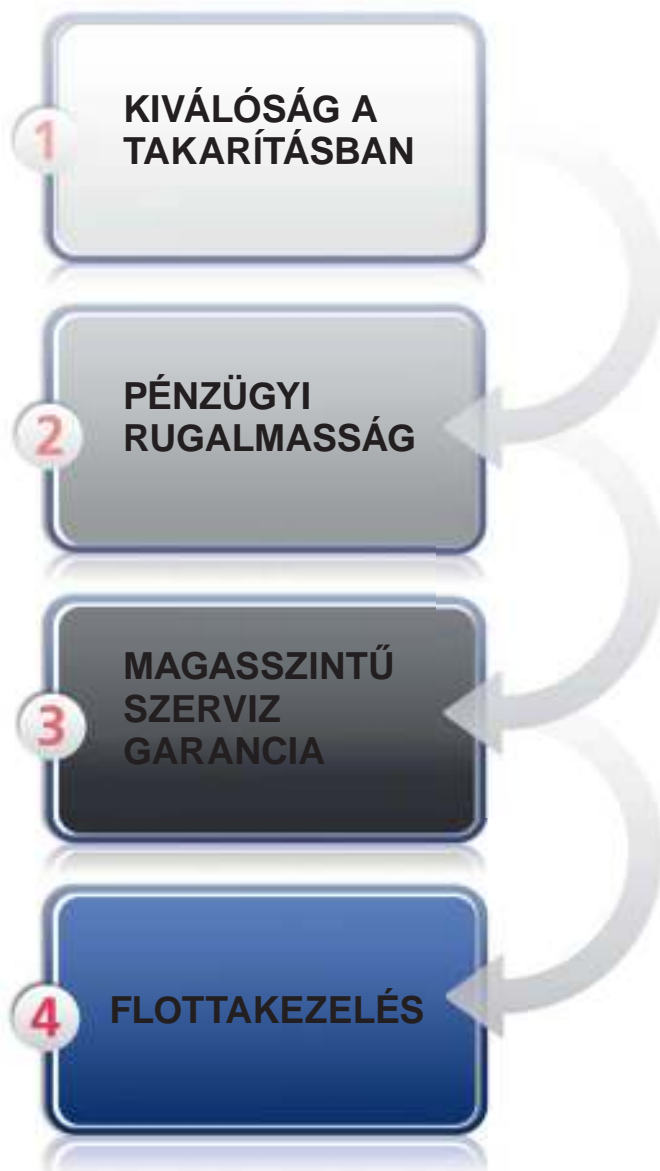 1
KIVÁLÓSÁG A
TAKARÍTÁSBAN
2
PÉNZÜGYI
RUGALMASSÁG
3
MAGASSZINTŰ
SZERVIZ
GARANCIA
4
FLOTTAKEZELÉS